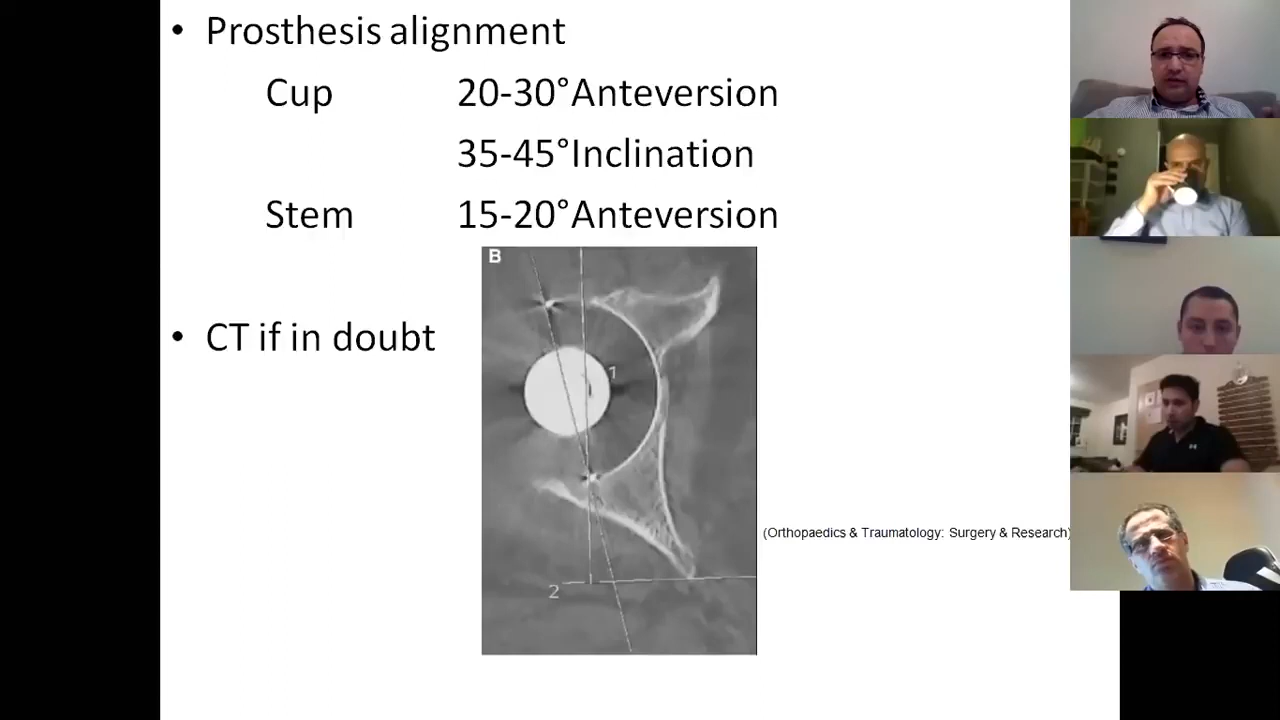 • Prosthesis alignment
Cup 20-30°Anteversion
35-45°Inclination
Stem 15-20°Anteversion
B
• CT if in doubt
1
(Orthopaedics & Traumatology: Surgery & Research)
2